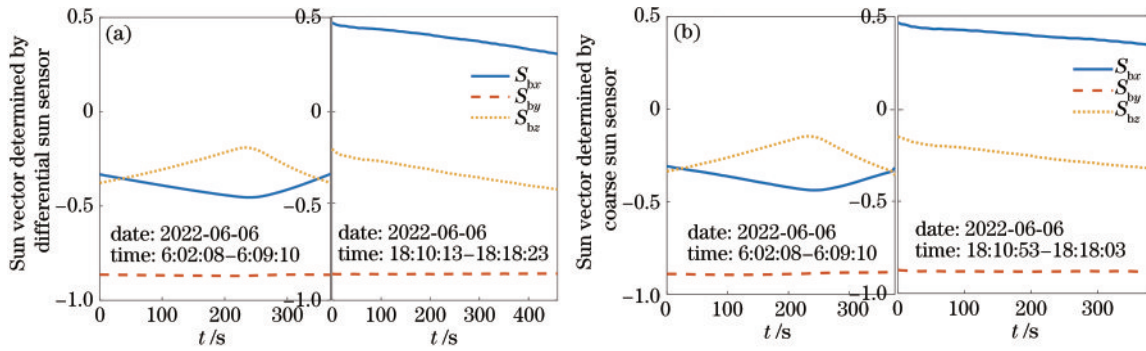 Sun vector determined by
differential sun sensor
(a)
0.5
0
−0.5
−1.0
0.5
0
−0.5
−1.0
S_bx
S_by
S_bz
date: 2022-06-06
time: 6:02:08−6:09:10
date: 2022-06-06
time: 18:10:13−18:18:23
0 100 200 300
0 100 200 300 400
t /s
t /s
Sun vector determined by
coarse sun sensor
(b)
0.5
0
−0.5
−1.0
0.5
0
−0.5
−1.0
S_bx
S_by
S_bz
date: 2022-06-06
time: 6:02:08−6:09:10
date: 2022-06-06
time: 18:10:53−18:18:03
0 100 200 300
0 100 200 300
t /s
t /s